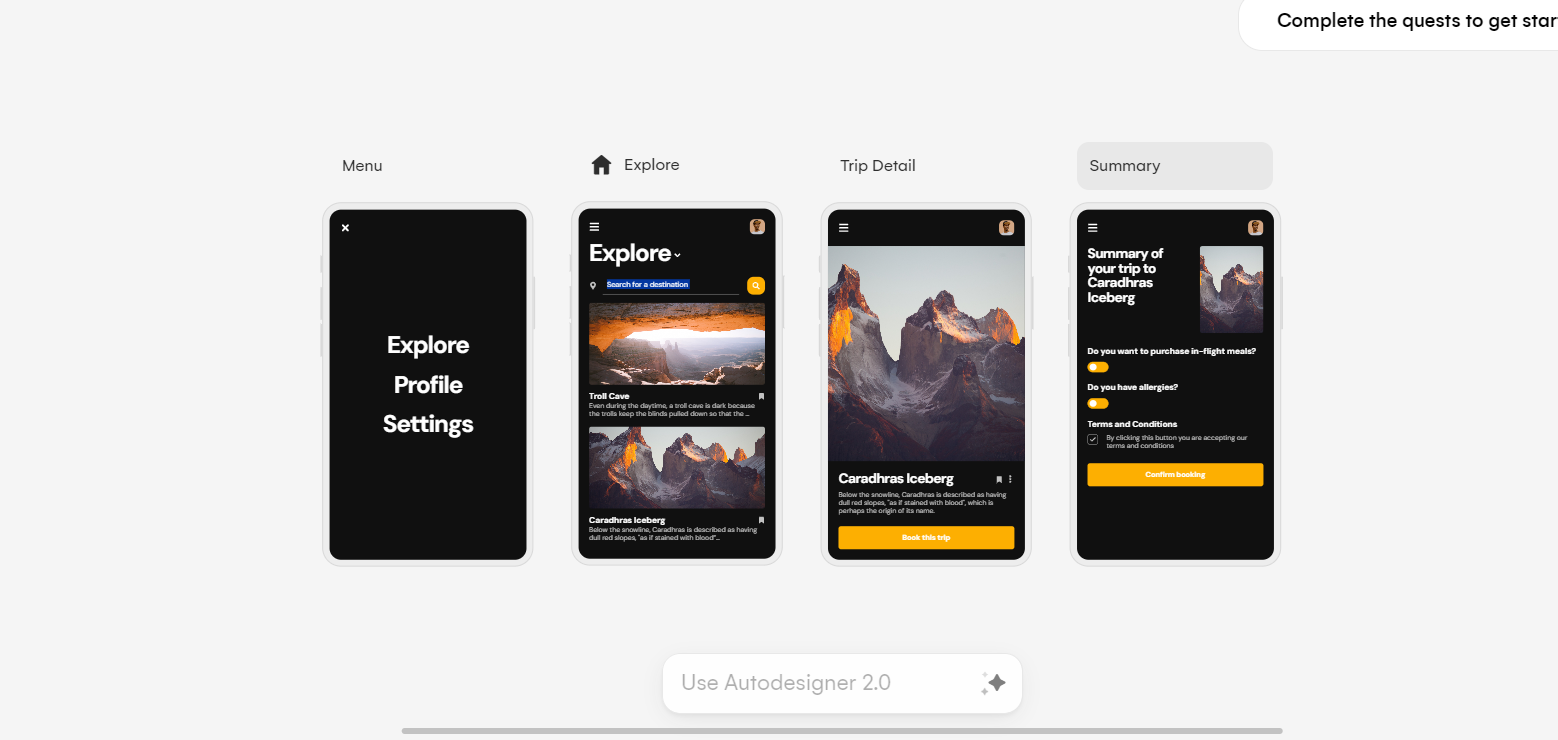 Complete the quests to get star
Menu
Explore
Trip Detail
Summary
Explore
Profile
Settings
Explore
Search for a destination
Troll Cave
Even during the daytime, a troll cave is dark because
the trolls keep the blinds pulled down so that the ...
Caradhras Iceberg
Below the snowline, Caradhras is described as having
dull red slopes, "as if stained with blood"...
Caradhras Iceberg
Below the snowline, Caradhras is described as having
dull red slopes, "as if stained with blood", which is
perhaps the origin of its name.
Book this trip
Summary of
your trip to
Caradhras
Iceberg
Do you want to purchase in-flight meals?
Do you have allergies?
Terms and Conditions
By clicking this button you are accepting our
terms and conditions
Confirm booking
Use Autodesigner 2.0